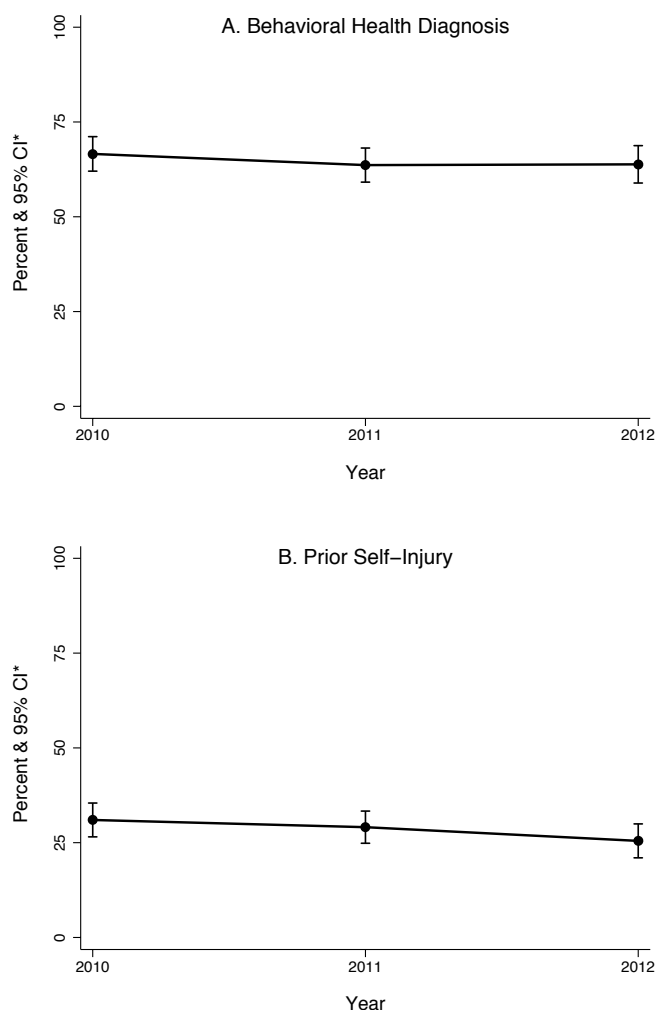 A. Behavioral Health Diagnosis
Percent & 95% CI*
100
75
50
25
0
2010
2011
2012
Year
B. Prior Self−Injury
Percent & 95% CI*
100
75
50
25
0
2010
2011
2012
Year